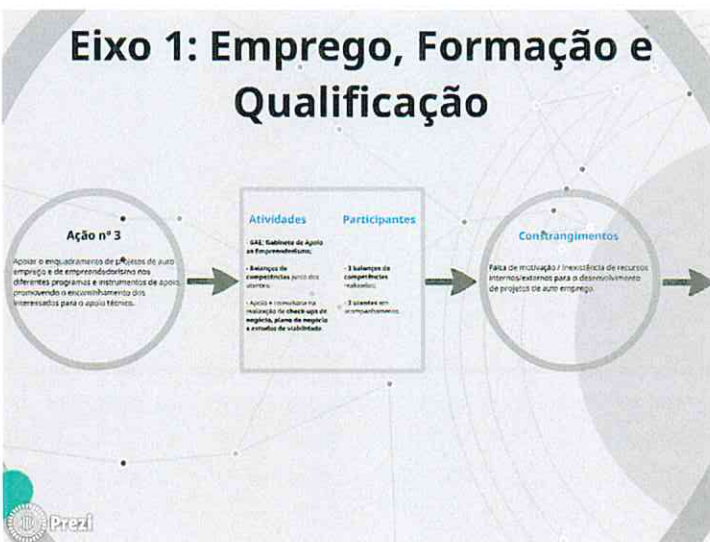 Eixo 1: Emprego, Formação e
Qualificação
Ação nº 3
Apoiar o enquadramento de projetos de auto
emprego e de empreendedorismo nos
diferentes programas e instrumentos de apoio,
promovendo o encaminhamento dos
interessados para o apoio técnico.
Atividades
- GAE; Gabinete de Apoio
ao Empreendedorismo;
- Balanços de
competências junto dos
utentes;
- Apoio e consultoria na
realização de check-ups de
negócio, plano de negócio
e estudos de viabilidade.
Participantes
- 3 balanços de
competências
realizados;
- 3 utentes em
acompanhamento.
Constrangimentos
Falta de motivação / Inexistência de recursos
internos/externos para o desenvolvimento
de projetos de auto emprego.
Prezi